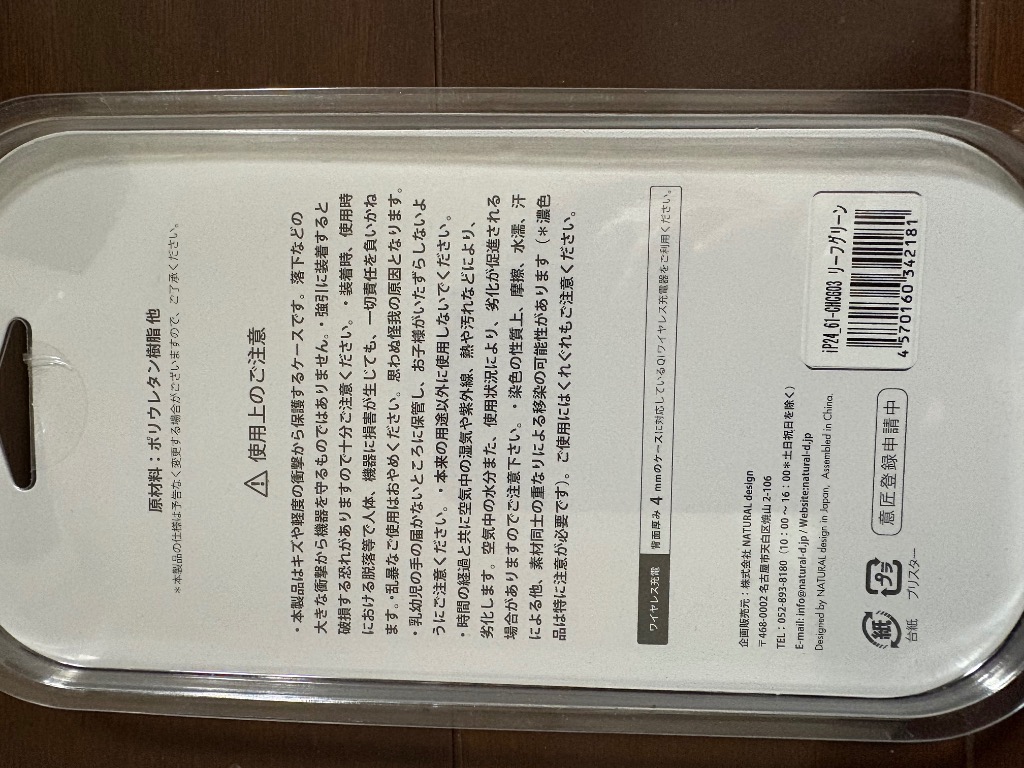 原材料：ポリウレタン樹脂 他
＊本製品の仕様は予告なく変更する場合がございますので、ご了承ください。
⚠ 使用上のご注意
・本製品はキズや軽度の衝撃から保護するケースです。落下などの
大きな衝撃から機器を守るものではありません。・強引に装着すると
破損する恐れがありますので十分ご注意ください。・装着時、使用時
における脱落等で人体、機器に損害が生じても、一切責任を負いかね
ます。・乱暴なご使用はおやめください。思わぬ怪我の原因となります。
・乳幼児の手の届かないところに保管し、お子様がいたずらしないよ
うにご注意ください。・本来の用途以外に使用しないでください。
・時間の経過と共に空気中の湿気や紫外線、熱や汚れなどにより、
劣化します。空気中の水分また、使用状況により、劣化が促進される
場合がありますのでご注意下さい。・染色の性質上、摩擦、水濡、汗
による他、素材同士の重なりによる移染の可能性があります（＊濃色
品は特に注意が必要です）。ご使用にはくれぐれもご注意ください。
ワイヤレス充電 背面厚み 4 mmのケースに対応しているQiワイヤレス充電器をご利用ください。
企画販売元：株式会社 NATURAL design
〒468-0002 名古屋市天白区焼山 2-106
TEL：052-893-8180（10：00 ～ 16：00＊土日祝日を除く）
E-mail: info@natural-d.jp / Website:natural-d.jp
Designed by NATURAL design in Japan, Assembled in China.
紙 台紙
プラ ブリスター
意匠登録申請中
iP24_61-CHCG03 リーフグリーン
4 570160 342181